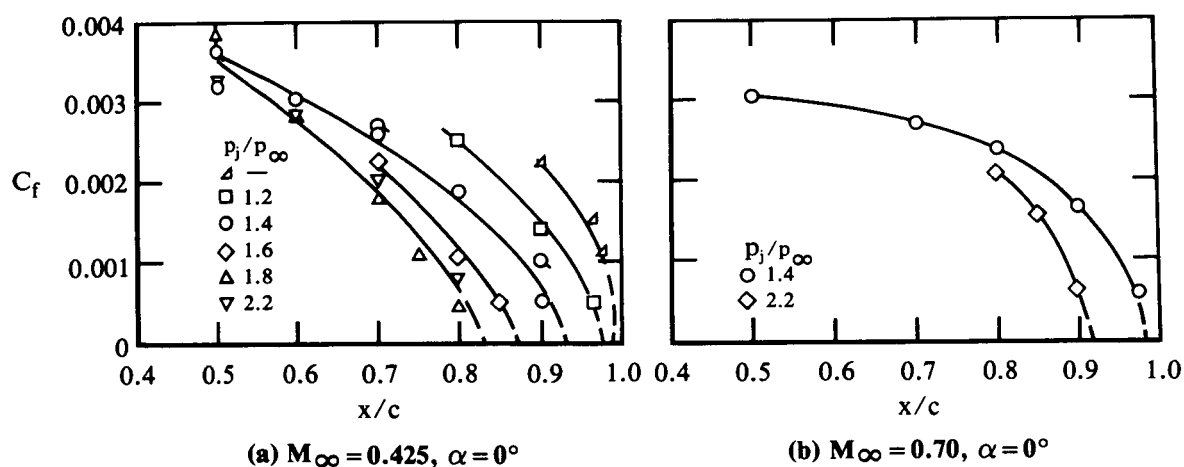 0.004
0.003
0.002
0.001
0
C_f
p_j/p_∞
—
1.2
1.4
1.6
1.8
2.2
0.4 0.5 0.6 0.7 0.8 0.9 1.0
x/c
(a) M_∞ = 0.425, α = 0°
p_j/p_∞
1.4
2.2
0.4 0.5 0.6 0.7 0.8 0.9 1.0
x/c
(b) M_∞ = 0.70, α = 0°